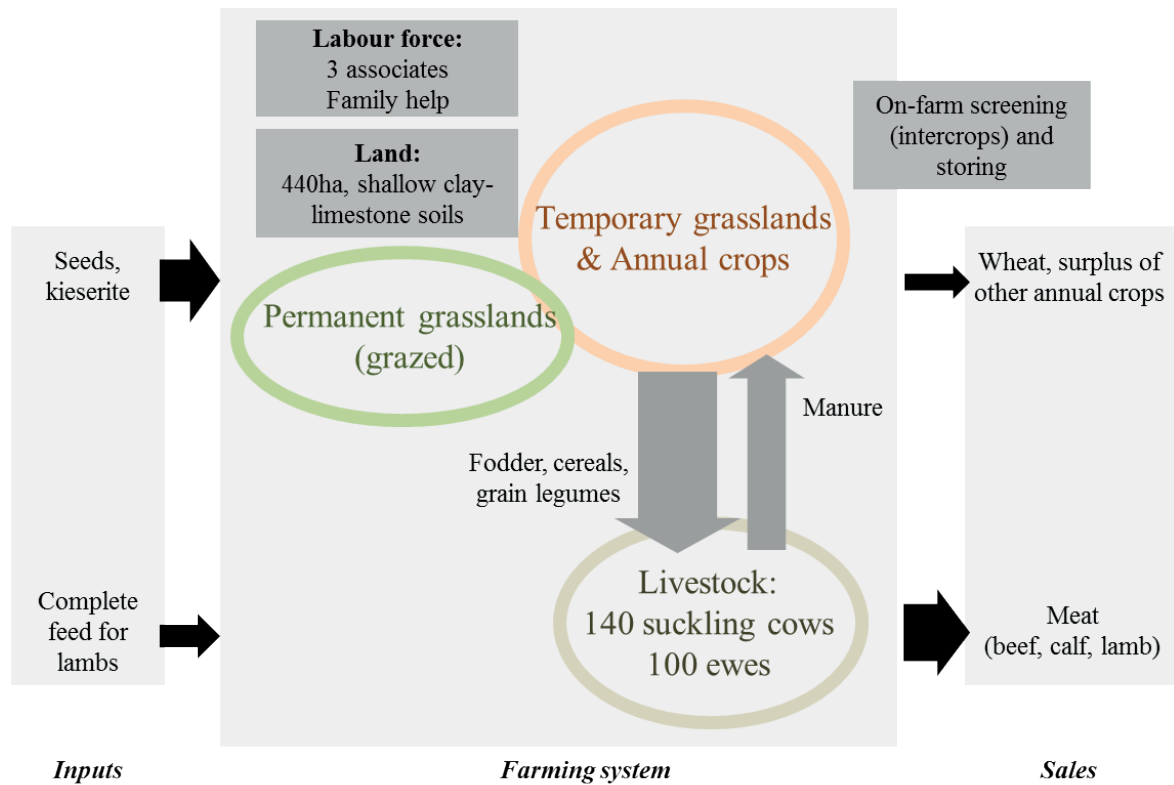 Labour force:
3 associates
Family help
Land:
440ha, shallow clay-
limestone soils
On-farm screening
(intercrops) and
storing
Temporary grasslands
& Annual crops
Permanent grasslands
(grazed)
Seeds,
kieserite
Wheat, surplus of
other annual crops
Manure
Fodder, cereals,
grain legumes
Livestock:
140 suckling cows
100 ewes
Complete
feed for
lambs
Meat
(beef, calf, lamb)
Inputs
Farming system
Sales